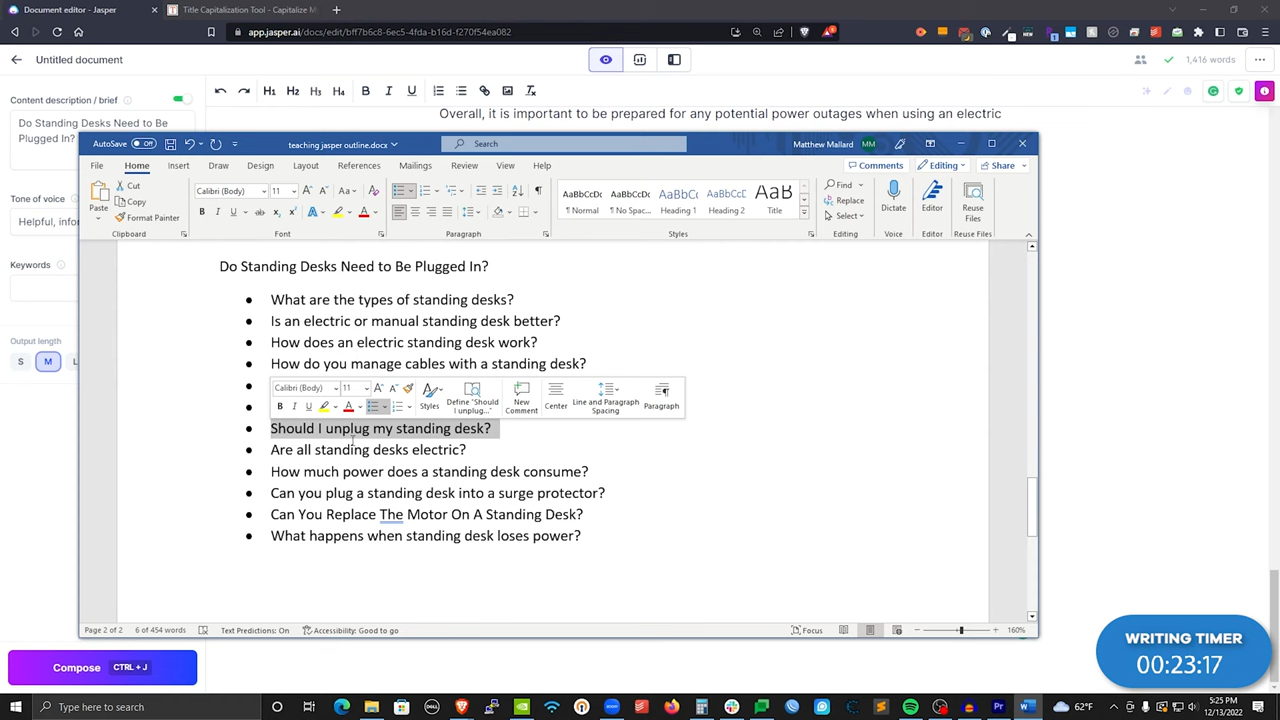 Document editor - Jasper
Title Capitalization Tool - Capitalize M
app.jasper.ai/docs/edit/bff7b6c8-6ec5-4fda-b16d-f270f54ea082
Untitled document
1,416 words
Content description / brief
Do Standing Desks Need to Be
Plugged In?
Tone of voice
Helpful, infor
Keywords
Output length
S M L
Compose CTRL + J
H1 H2 H3 H4 B I U
Overall, it is important to be prepared for any potential power outages when using an electric
AutoSave Off
teaching jasper outline.docx
Search
Matthew Mallard MM
File Home Insert Draw Design Layout References Mailings Review View Help
Comments Editing Share
Paste Cut Copy Format Painter
Clipboard
Calibri (Body) 11
Font
Paragraph
AaBbCcDc AaBbCcDc AaBbCc AaBbCcD AaB
¶ Normal ¶ No Spac... Heading 1 Heading 2 Title
Styles
Find Replace Select
Editing
Dictate
Voice
Editor
Editor
Reuse Files
Reuse Files
Do Standing Desks Need to Be Plugged In?
What are the types of standing desks?
Is an electric or manual standing desk better?
How does an electric standing desk work?
How do you manage cables with a standing desk?
Calibri (Body) 11
Styles
Define "Should I unplug..."
New Comment
Center
Line and Paragraph Spacing
Paragraph
Should I unplug my standing desk?
Are all standing desks electric?
How much power does a standing desk consume?
Can you plug a standing desk into a surge protector?
Can You Replace The Motor On A Standing Desk?
What happens when standing desk loses power?
Page 2 of 2 6 of 454 words Text Predictions: On Accessibility: Good to go
Focus 160%
WRITING TIMER
00:23:17
Type here to search
62°F
5:25 PM
12/13/2022